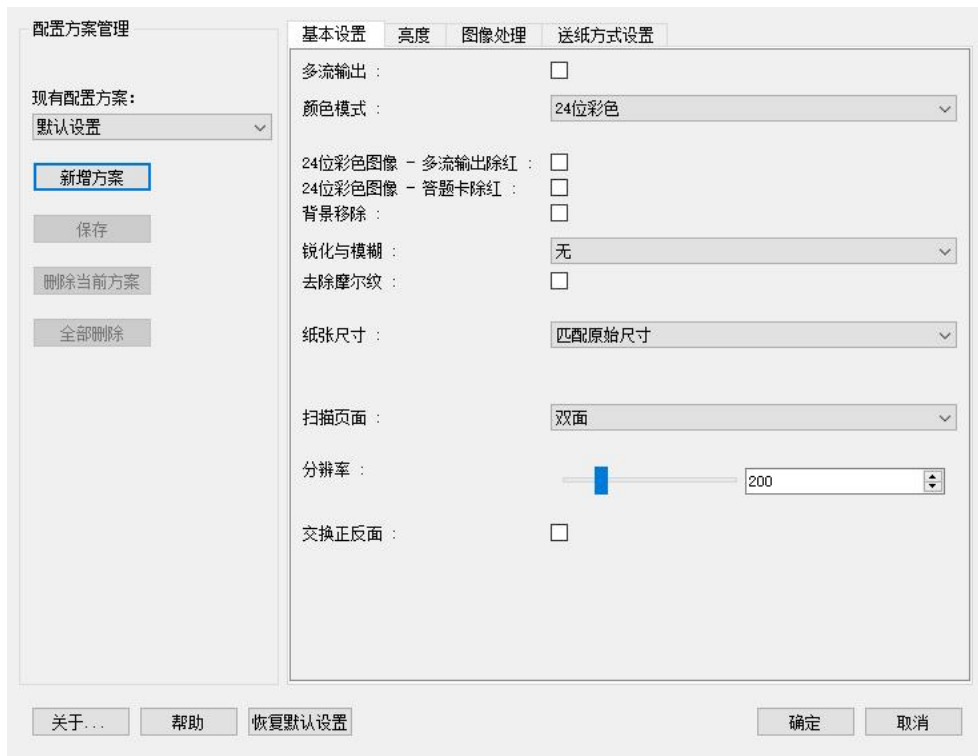 配置方案管理
现有配置方案:
默认设置
新增方案
保存
删除当前方案
全部删除
基本设置 亮度 图像处理 送纸方式设置
多流输出 :
颜色模式 : 24位彩色
24位彩色图像 - 多流输出除红 :
24位彩色图像 - 答题卡除红 :
背景移除 :
锐化与模糊 : 无
去除摩尔纹 :
纸张尺寸 : 匹配原始尺寸
扫描页面 : 双面
分辨率 : 200
交换正反面 :
关于... 帮助 恢复默认设置 确定 取消